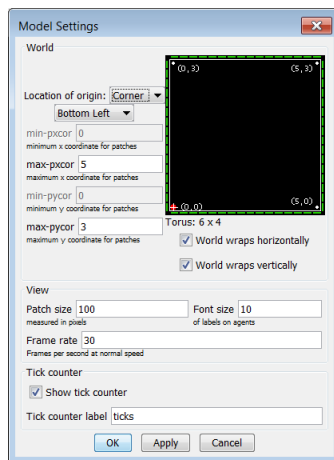 Model Settings
World
(0,3) (5,3)
Location of origin: Corner
Bottom Left
min-pxcor 0
minimum x coordinate for patches
max-pxcor 5
maximum x coordinate for patches
min-pycor 0
minimum y coordinate for patches
(0,0) (5,0)
max-pycor 3
maximum y coordinate for patches
Torus: 6 x 4
World wraps horizontally
World wraps vertically
View
Patch size 100 Font size 10
measured in pixels of labels on agents
Frame rate 30
Frames per second at normal speed
Tick counter
Show tick counter
Tick counter label ticks
OK Apply Cancel